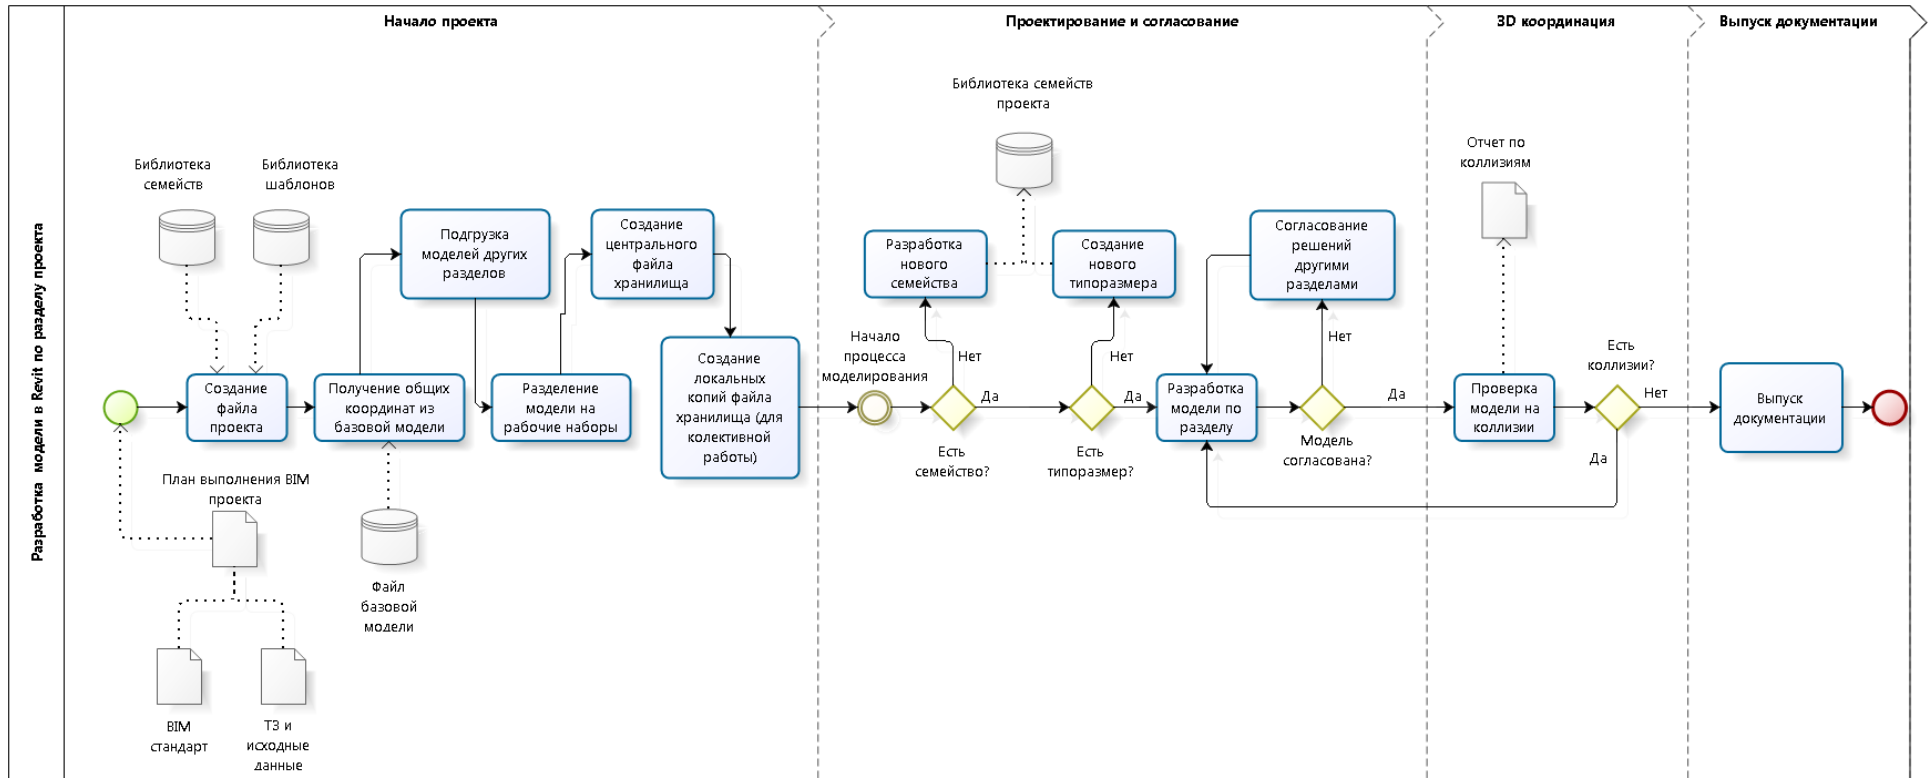 Начало проекта
Проектирование и согласование
3D координация
Выпуск документации
Разработка модели в Revit по разделу проекта
Библиотека
семейств
Библиотека
шаблонов
Создание
файла
проекта
Получение общих
координат из
базовой модели
Подгрузка
моделей других
разделов
Разделение
модели на
рабочие наборы
Создание
центрального
файла
хранилища
Создание
локальных
копий файла
хранилища (для
колективной
работы)
План выполнения BIM
проекта
BIM
стандарт
ТЗ и
исходные
данные
Файл
базовой
модели
Начало
процесса
моделирования
Библиотека семейств
проекта
Разработка
нового
семейства
Создание
нового
типоразмера
Нет
Да
Есть
семейство?
Нет
Да
Есть
типоразмер?
Разработка
модели по
разделу
Согласование
решений
другими
разделами
Нет
Да
Модель
согласована?
Отчет по
коллизиям
Проверка
модели на
коллизии
Есть
коллизии?
Нет
Да
Выпуск
документации